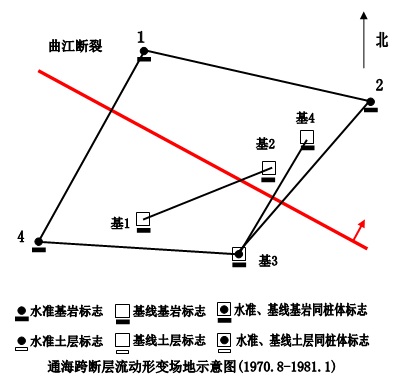 1
曲江断裂
北
2
基4
基2
基1
4
基3
水准基岩标志 基线基岩标志 水准、基线基岩同桩体标志
水准土层标志 基线土层标志 水准、基线土层同桩体标志
通海跨断层流动形变场地示意图(1970.8-1981.1)